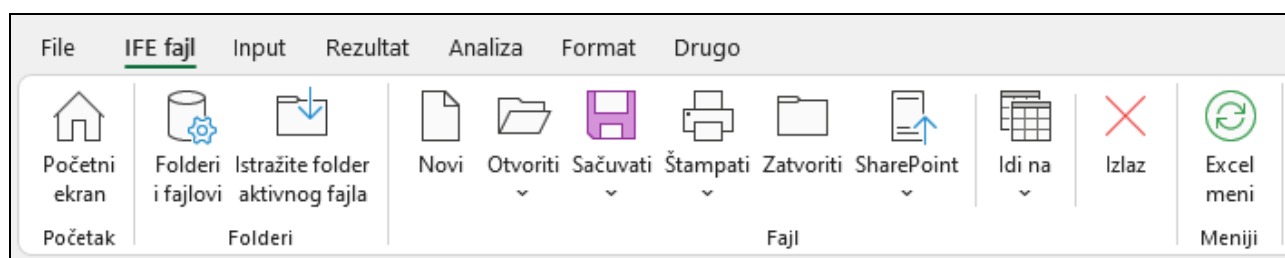 File IFE fajl Input Rezultat Analiza Format Drugo
Početni Folderi Istražite folder Novi Otvoriti Sačuvati Štampati Zatvoriti SharePoint Idi na Izlaz Excel
ekran i fajlovi aktivnog fajla meni
Početak Folderi Fajl Meniji